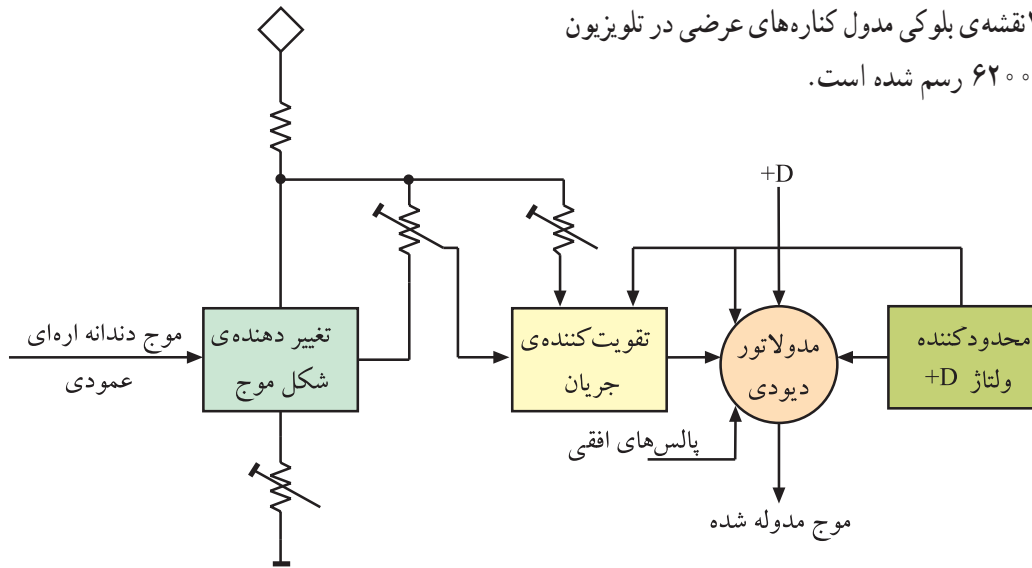 نقشه‌ی بلوکی مدول کناره‌های عرضی در تلویزیون
۶۲۰۰ رسم شده است.
+D
موج دندانه اره‌ای
عمودی
تغییر دهنده‌ی
شکل موج
تقویت‌کننده‌ی
جریان
مدولاتور
دیودی
محدودکننده
ولتاژ +D
پالس‌های افقی
موج مدوله شده